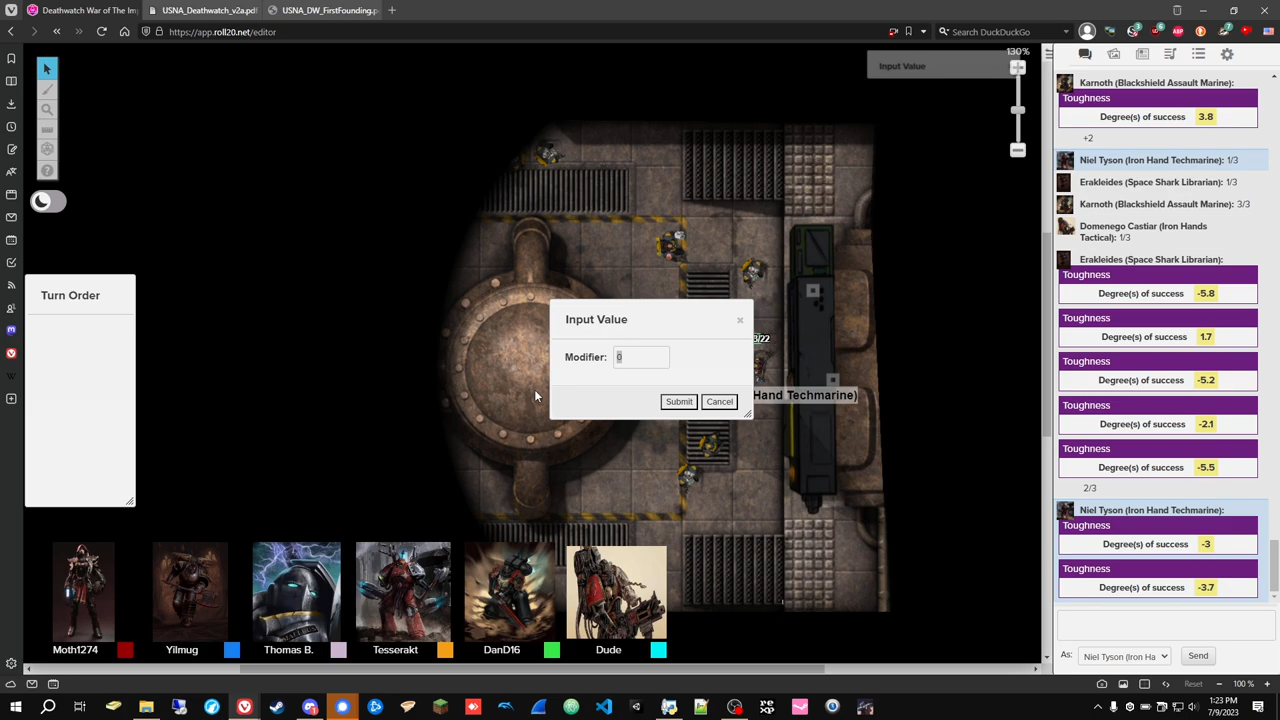 Deathwatch War of The Im
USNA_Deathwatch_v2a.pdf
USNA_DW_FirstFounding.p
https://app.roll20.net/editor
Search DuckDuckGo
Input Value
130%
Karnoth (Blackshield Assault Marine):
Toughness
Degree(s) of success 3.8
+2
Niel Tyson (Iron Hand Techmarine): 1/3
Erakleides (Space Shark Librarian): 1/3
Karnoth (Blackshield Assault Marine): 3/3
Domenego Castiar (Iron Hands
Tactical): 1/3
Erakleides (Space Shark Librarian):
Toughness
Degree(s) of success -5.8
Toughness
Degree(s) of success 1.7
Toughness
Degree(s) of success -5.2
Toughness
Degree(s) of success -2.1
Toughness
Degree(s) of success -5.5
2/3
Niel Tyson (Iron Hand Techmarine):
Toughness
Degree(s) of success -3
Toughness
Degree(s) of success -3.7
As: Niel Tyson (Iron Ha
Send
Turn Order
Input Value
Modifier: 0
Submit Cancel
/22
Hand Techmarine)
Moth1274
Yilmug
Thomas B.
Tesserakt
DanD16
Dude
Reset
100 %
1:23 PM
7/9/2023